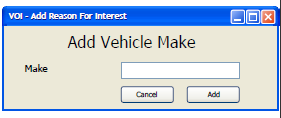 VOI - Add Reason For Interest
Add Vehicle Make
Make
Cancel Add